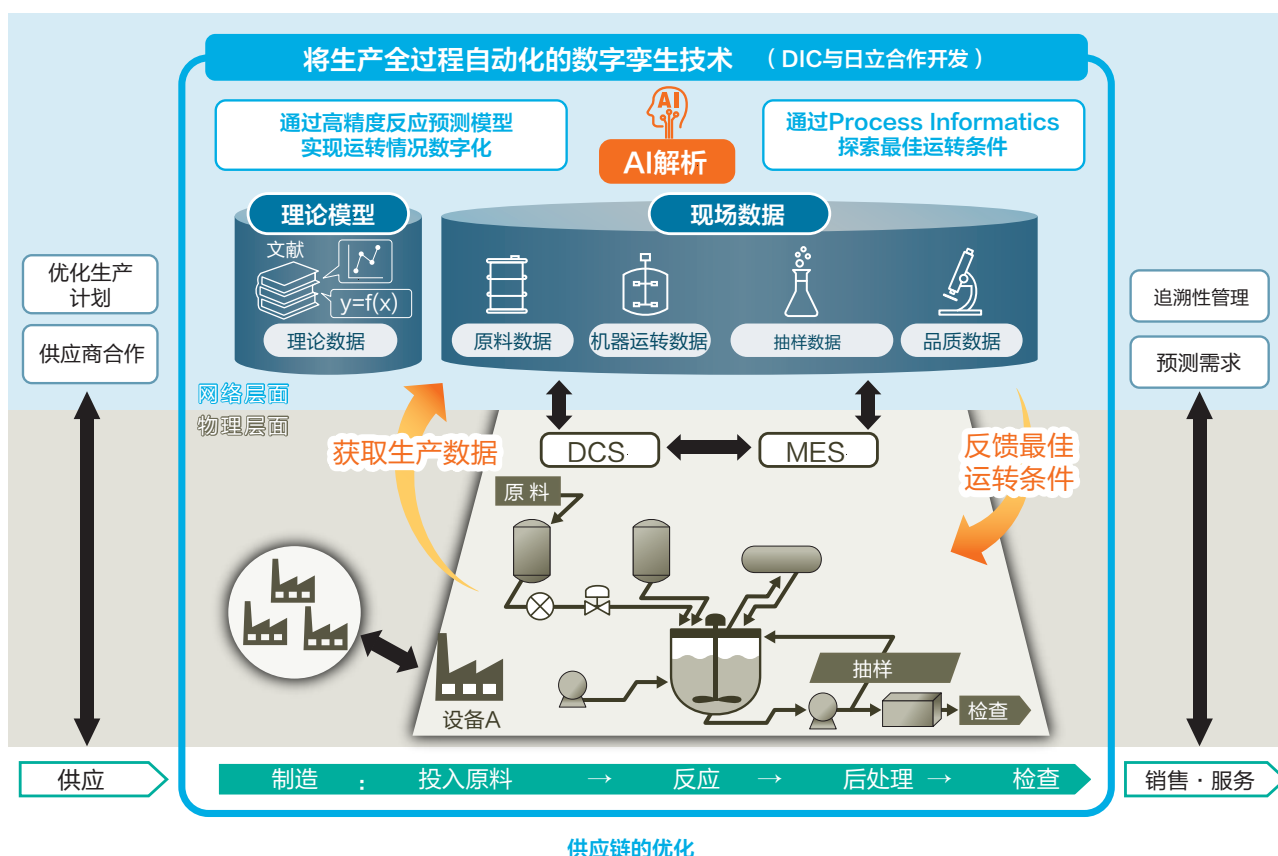 将生产全过程自动化的数字孪生技术 （DIC与日立合作开发）
通过高精度反应预测模型
实现运转情况数字化
AI
AI解析
通过Process Informatics
探索最佳运转条件
理论模型
现场数据
文献
y=f(x)
理论数据
原料数据
机器运转数据
抽样数据
品质数据
优化生产
计划
供应商合作
追溯性管理
预测需求
网络层面
物理层面
获取生产数据
DCS
MES
反馈最佳
运转条件
原料
抽样
检查
设备A
供应
制造 ： 投入原料 → 反应 → 后处理 → 检查
销售·服务
供应链的优化